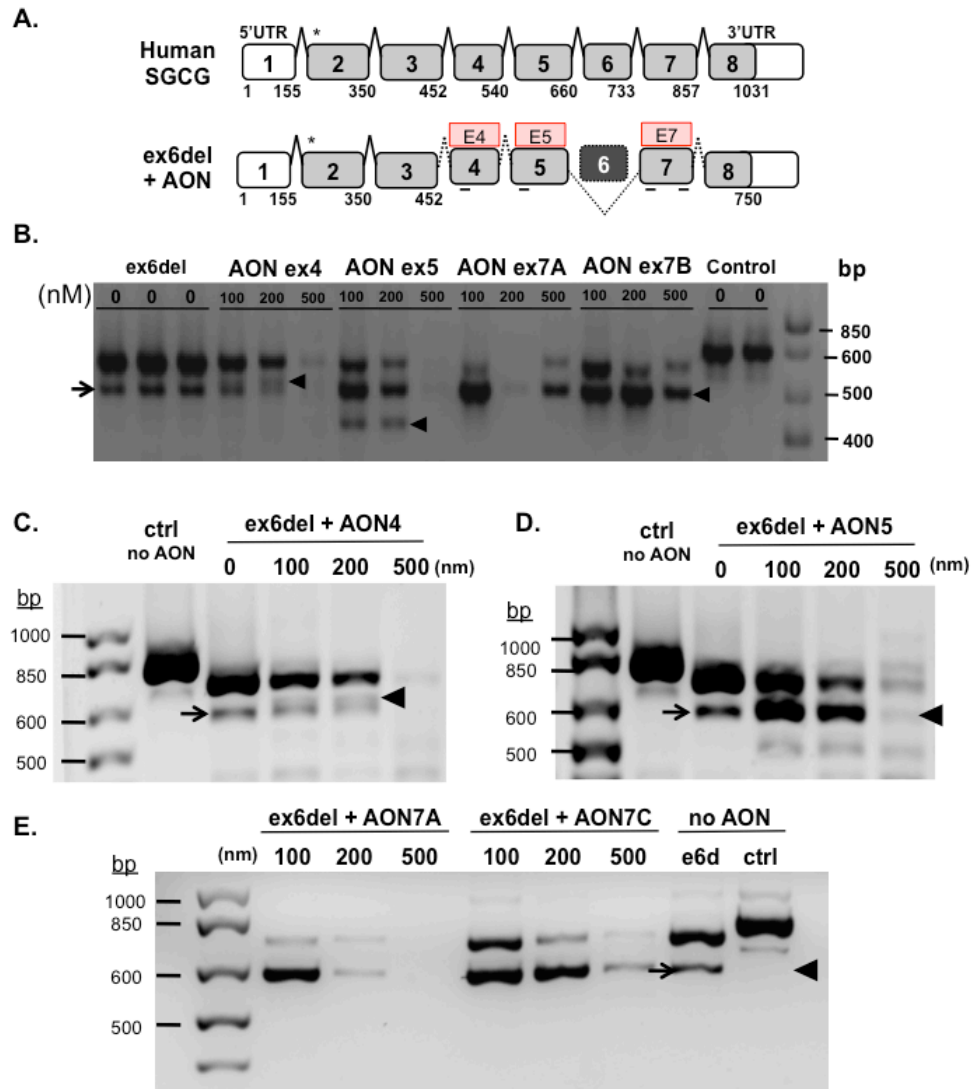 A.
5'UTR * 3'UTR
Human SGCG
1 2 3 4 5 6 7 8
1 155 350 452 540 660 733 857 1031
E4 E5 E7
ex6del + AON
*
1 2 3 4 5 6 7 8
1 155 350 452 750
B.
ex6del AON ex4 AON ex5 AON ex7A AON ex7B Control bp
(nM) 0 0 0 100 200 500 100 200 500 100 200 500 100 200 500 0 0
850
600
500
400
C.
ctrl no AON
ex6del + AON4
0 100 200 500 (nm)
bp
1000
850
600
500
D.
ctrl no AON
ex6del + AON5
0 100 200 500 (nm)
bp
1000
850
600
500
E.
ex6del + AON7A ex6del + AON7C no AON
bp (nm) 100 200 500 100 200 500 e6d ctrl
1000
850
600
500